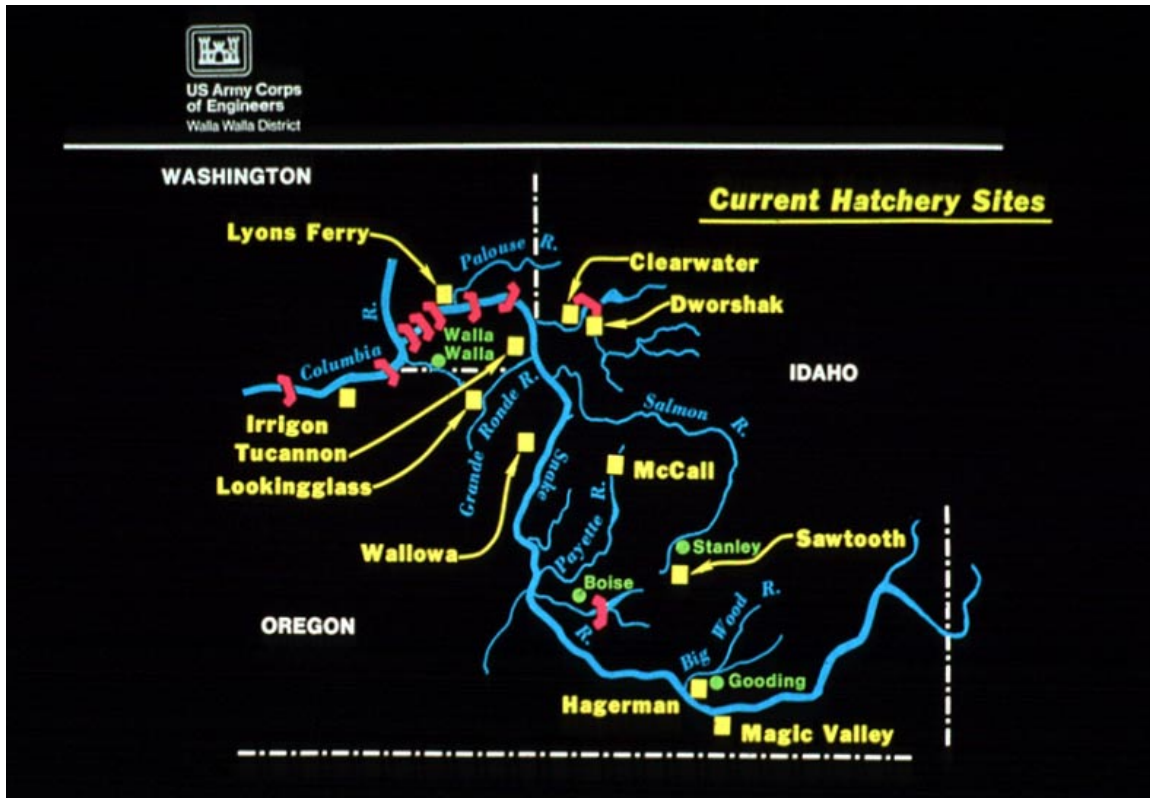 US Army Corps
of Engineers
Walla Walla District
WASHINGTON
Current Hatchery Sites
Lyons Ferry
Palouse R.
Clearwater
Dworshak
R.
Columbia
Walla
Walla
IDAHO
Irrigon
Tucannon
Lookingglass
Grande Ronde R.
Salmon R.
Snake
McCall
Wallowa
Payette R.
Stanley
Sawtooth
Boise
R.
OREGON
Big Wood R.
Gooding
Hagerman
Magic Valley